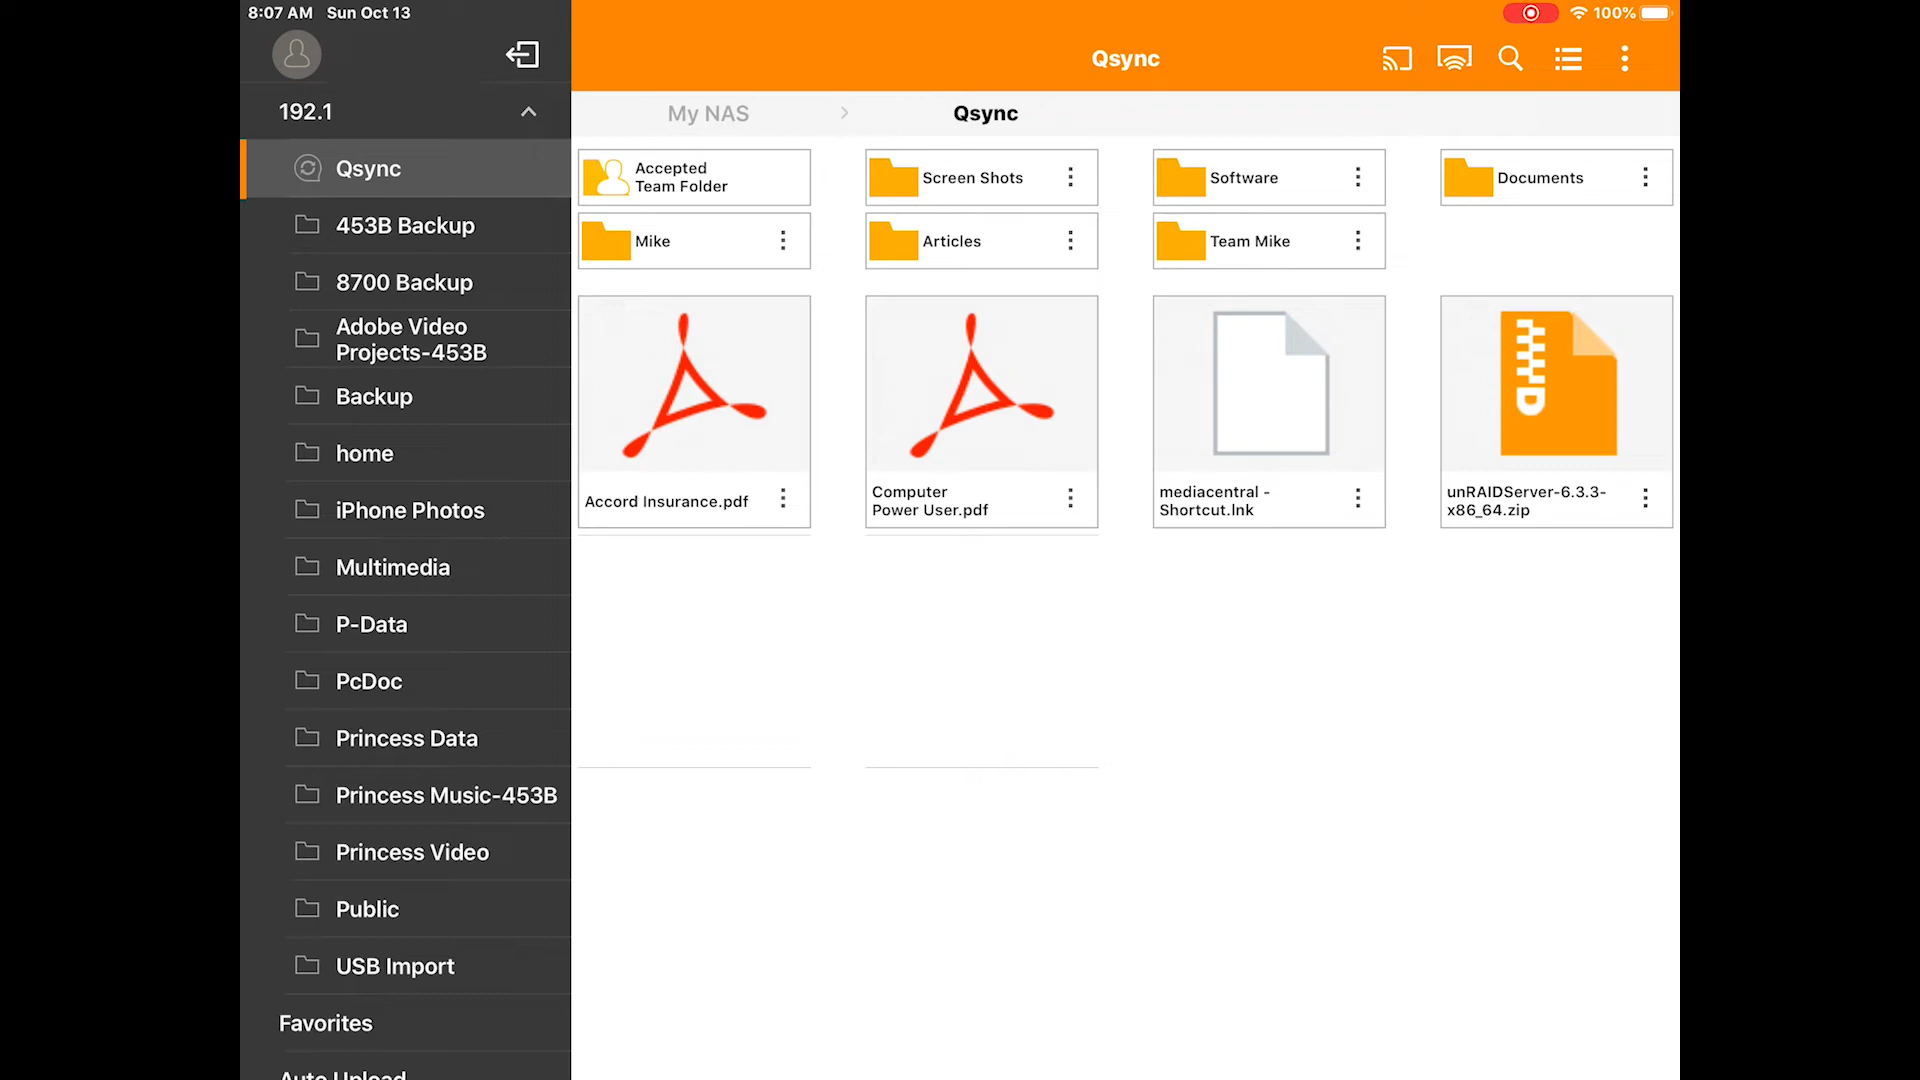 8:07 AM Sun Oct 13
100%
Qsync
192.1
My NAS
Qsync
Qsync
453B Backup
8700 Backup
Adobe Video
Projects-453B
Backup
home
iPhone Photos
Multimedia
P-Data
PcDoc
Princess Data
Princess Music-453B
Princess Video
Public
USB Import
Favorites
Auto Upload
Accepted
Team Folder
Screen Shots
Software
Documents
Mike
Articles
Team Mike
Accord Insurance.pdf
Computer
Power User.pdf
mediacentral -
Shortcut.lnk
unRAIDServer-6.3.3-
x86_64.zip